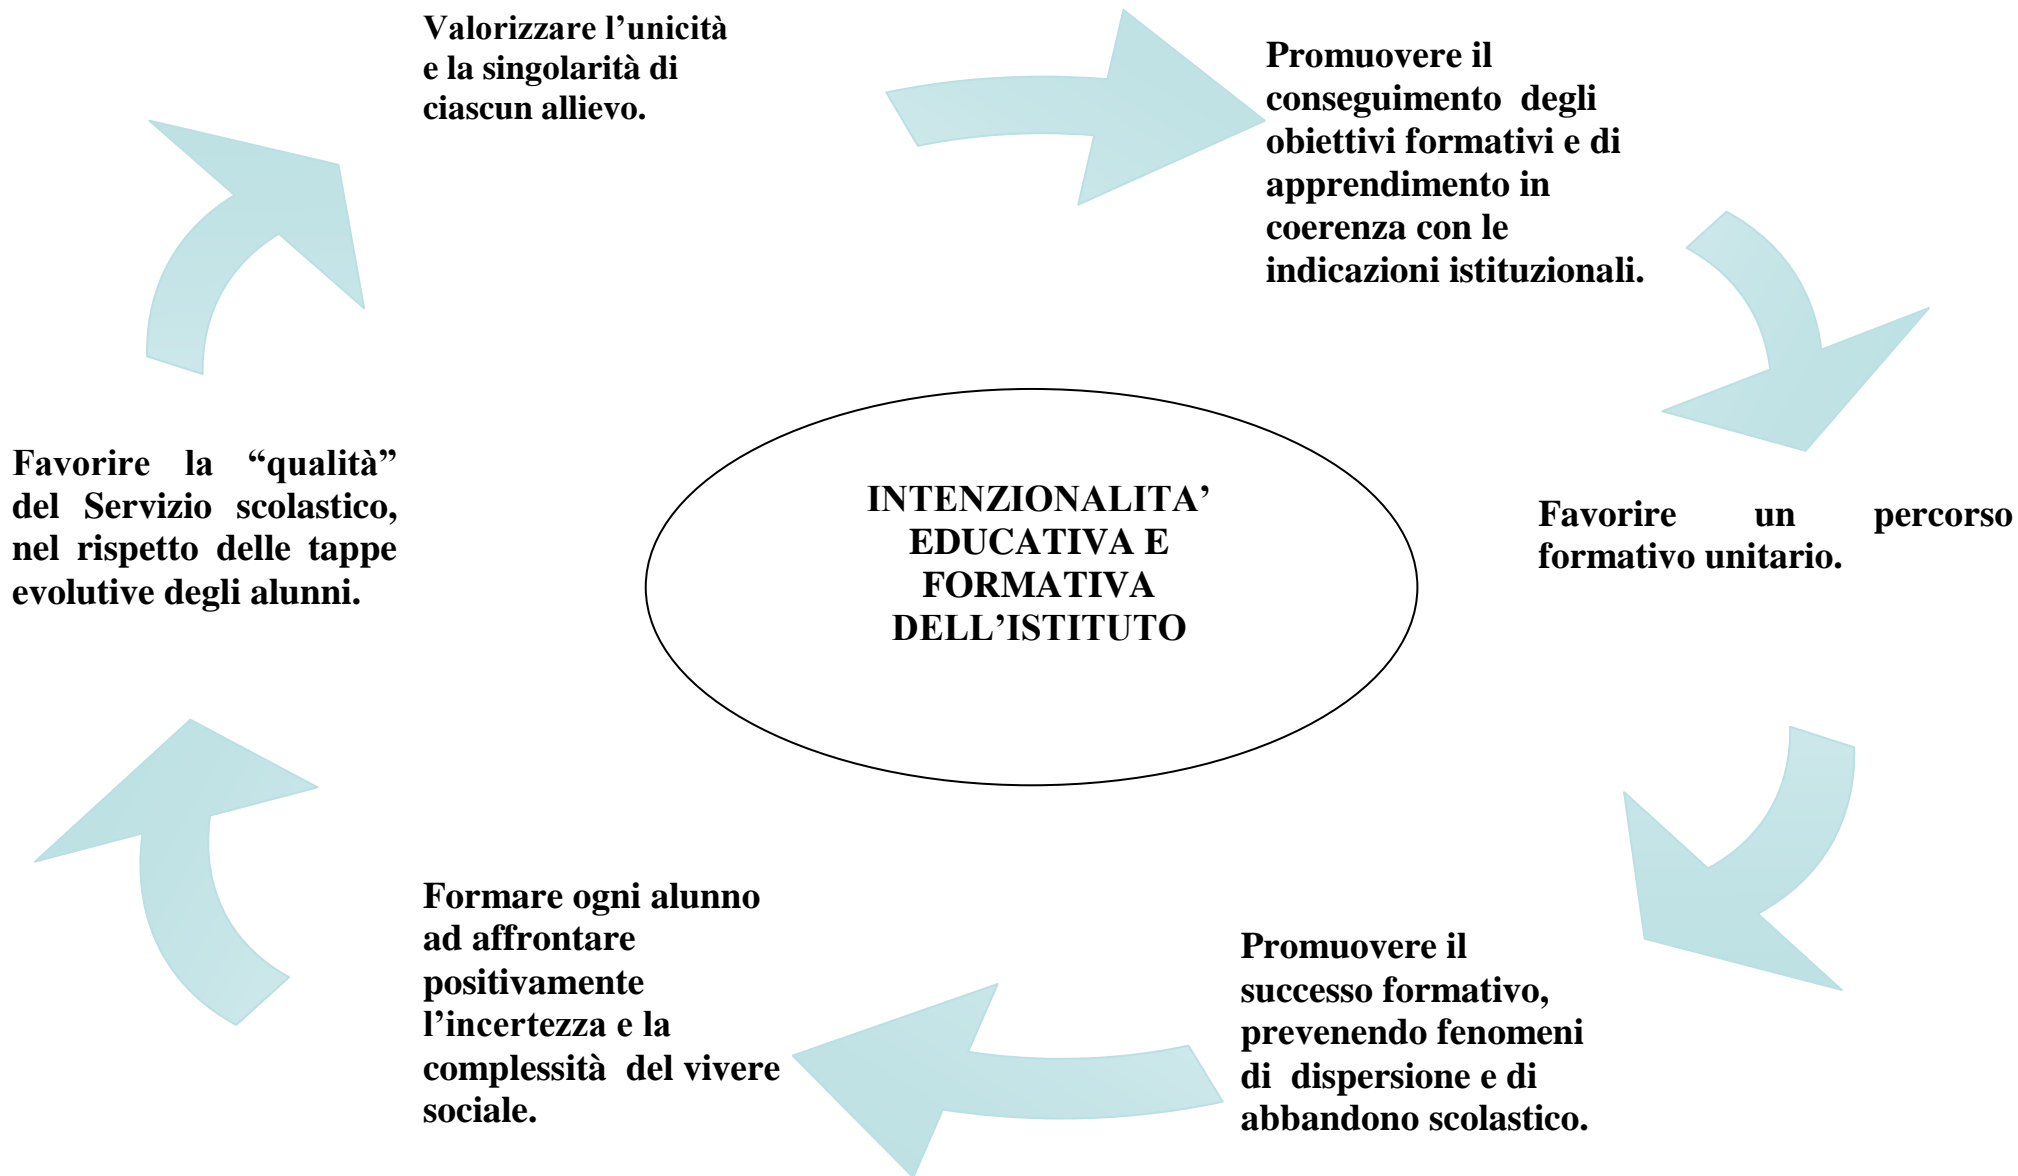 Valorizzare l’unicità
e la singolarità di
ciascun allievo.
Promuovere il
conseguimento degli
obiettivi formativi e di
apprendimento in
coerenza con le
indicazioni istituzionali.
Favorire un percorso
formativo unitario.
Promuovere il
successo formativo,
prevenendo fenomeni
di dispersione e di
abbandono scolastico.
Formare ogni alunno
ad affrontare
positivamente
l’incertezza e la
complessità del vivere
sociale.
Favorire la “qualità”
del Servizio scolastico,
nel rispetto delle tappe
evolutive degli alunni.
INTENZIONALITA’
EDUCATIVA E
FORMATIVA
DELL’ISTITUTO